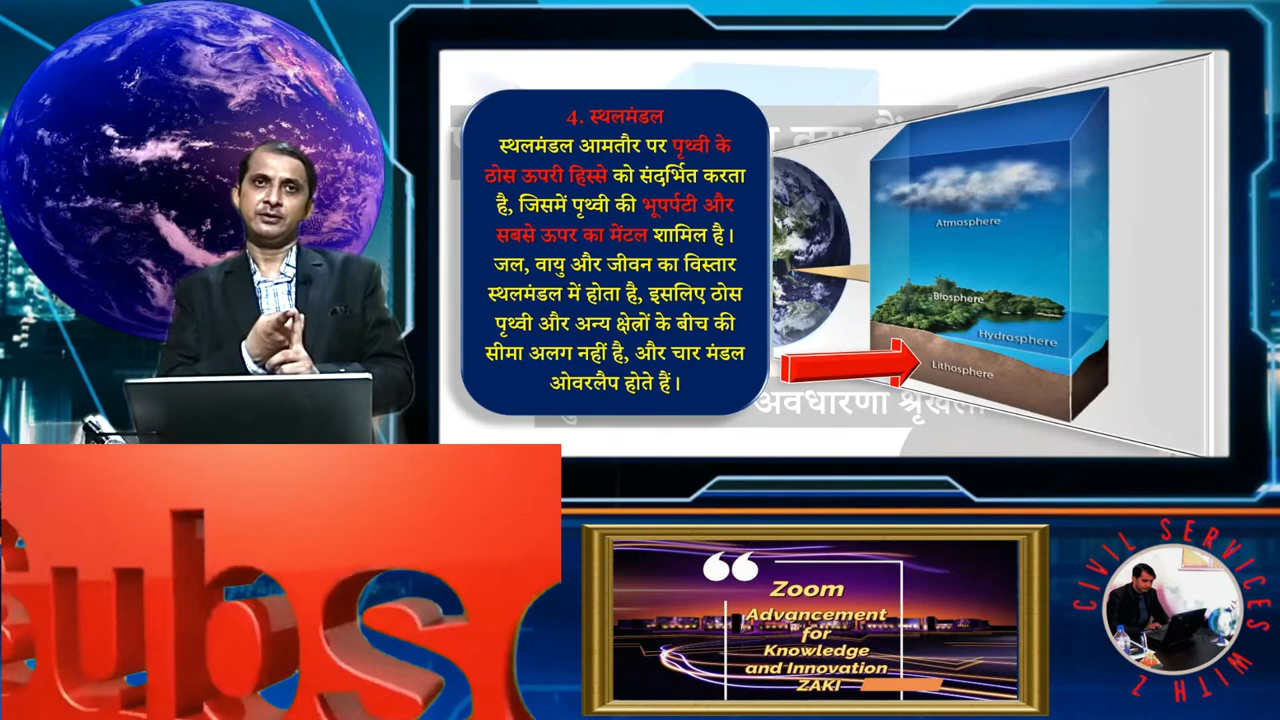 4. स्थलमंडल
स्थलमंडल आमतौर पर पृथ्वी के
ठोस ऊपरी हिस्से को संदर्भित करता
है, जिसमें पृथ्वी की भूपर्पटी और
सबसे ऊपर का मेंटल शामिल है।
जल, वायु और जीवन का विस्तार
स्थलमंडल में होता है, इसलिए ठोस
पृथ्वी और अन्य क्षेत्रों के बीच की
सीमा अलग नहीं है, और चार मंडल
ओवरलैप होते हैं।
अवधारणा श्रृंखला
Atmosphere
Biosphere
Hydrosphere
Lithosphere
Subs
Zoom
Advancement
for
Knowledge
and Innovation
ZAKI
CIVIL SERVICES
WITH Z